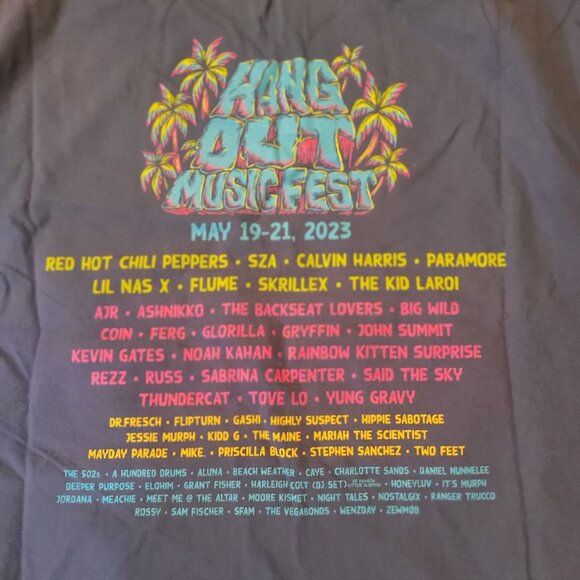 HANG
OUT
MUSIC FEST
MAY 19-21, 2023
RED HOT CHILI PEPPERS • SZA • CALVIN HARRIS • PARAMORE
LIL NAS X • FLUME • SKRILLEX • THE KID LAROI
AJR • ASHNIKKO • THE BACKSEAT LOVERS • BIG WILD
COIN • FERG • GLORILLA • GRYFFIN • JOHN SUMMIT
KEVIN GATES • NOAH KAHAN • RAINBOW KITTEN SURPRISE
REZZ • RUSS • SABRINA CARPENTER • SAID THE SKY
THUNDERCAT • TOVE LO • YUNG GRAVY
DR.FRESCH • FLIPTURN • GASHI • HIGHLY SUSPECT • HIPPIE SABOTAGE
JESSIE MURPH • KIDD G • THE MAINE • MARIAH THE SCIENTIST
MAYDAY PARADE • MIKE. • PRISCILLA BLOCK • STEPHEN SANCHEZ • TWO FEET
THE 502s • A HUNDRED DRUMS • ALUNA • BEACH WEATHER • CAVE • CHARLOTTE SANDS • DANIEL NUNNELEE
DEEPER PURPOSE • ELOHIM • GRANT FISHER • HARLEIGH COLT (DJ SET) • HONEYLUV • IT'S MURPH
JORDANA • MEACHIE • MEET ME @ THE ALTAR • MOORE KISMET • NIGHT TALES • NOSTALGIX • RANGER TRUCCO
ROSSY • SAM FISCHER • SFAM • THE VEGABONDS • WENZDAY • ZEWMØB